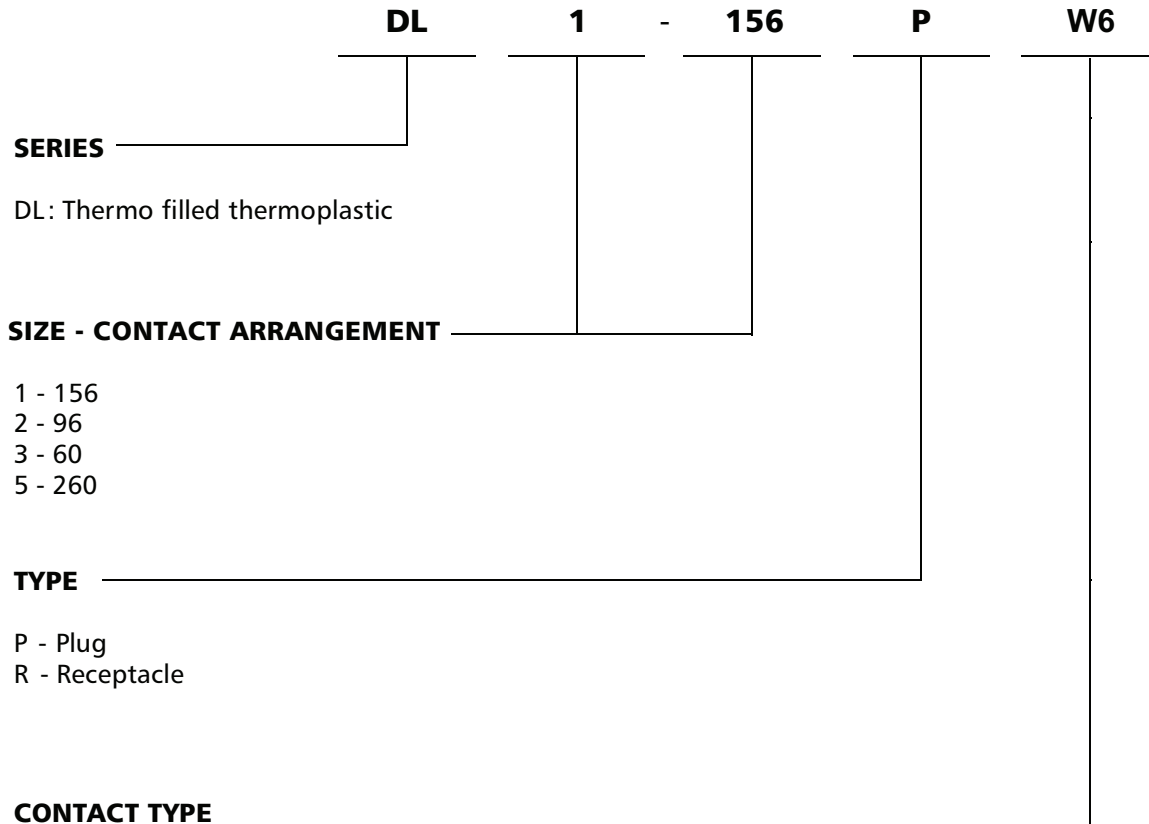 DL 1 - 156 P W6
SERIES
DL: Thermo filled thermoplastic
SIZE - CONTACT ARRANGEMENT
1 - 156
2 - 96
3 - 60
5 - 260
TYPE
P - Plug
R - Receptacle
CONTACT TYPE